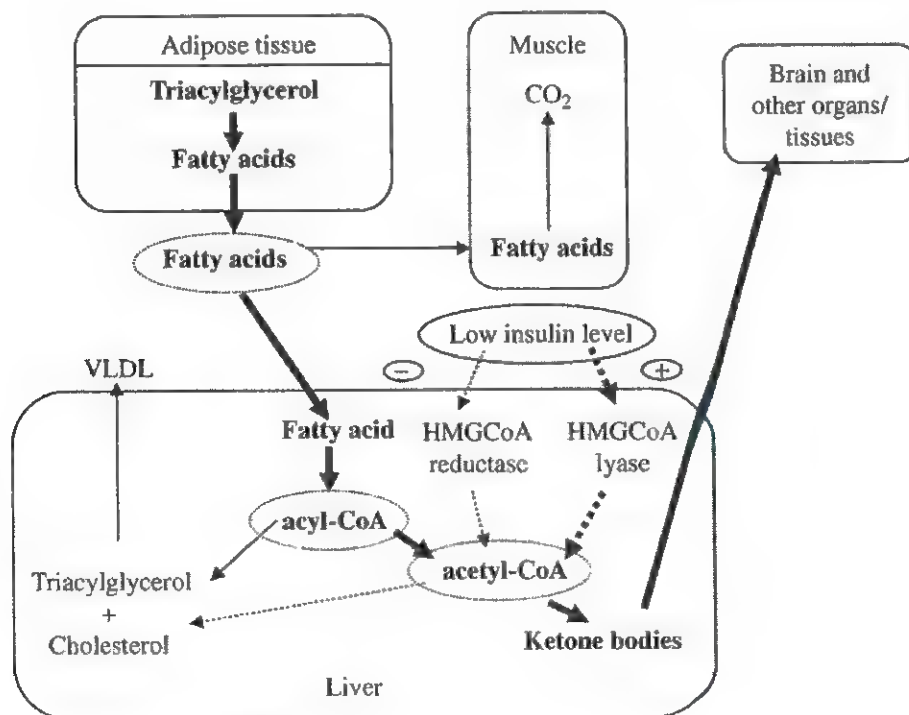 Adipose tissue
Triacylglycerol
Fatty acids
Fatty acids
Muscle
CO₂
Fatty acids
Brain and
other organs/
tissues
Low insulin level
−
+
VLDL
Fatty acid
HMGCoA
reductase
HMGCoA
lyase
acyl-CoA
acetyl-CoA
Triacylglycerol
+
Cholesterol
Ketone bodies
Liver